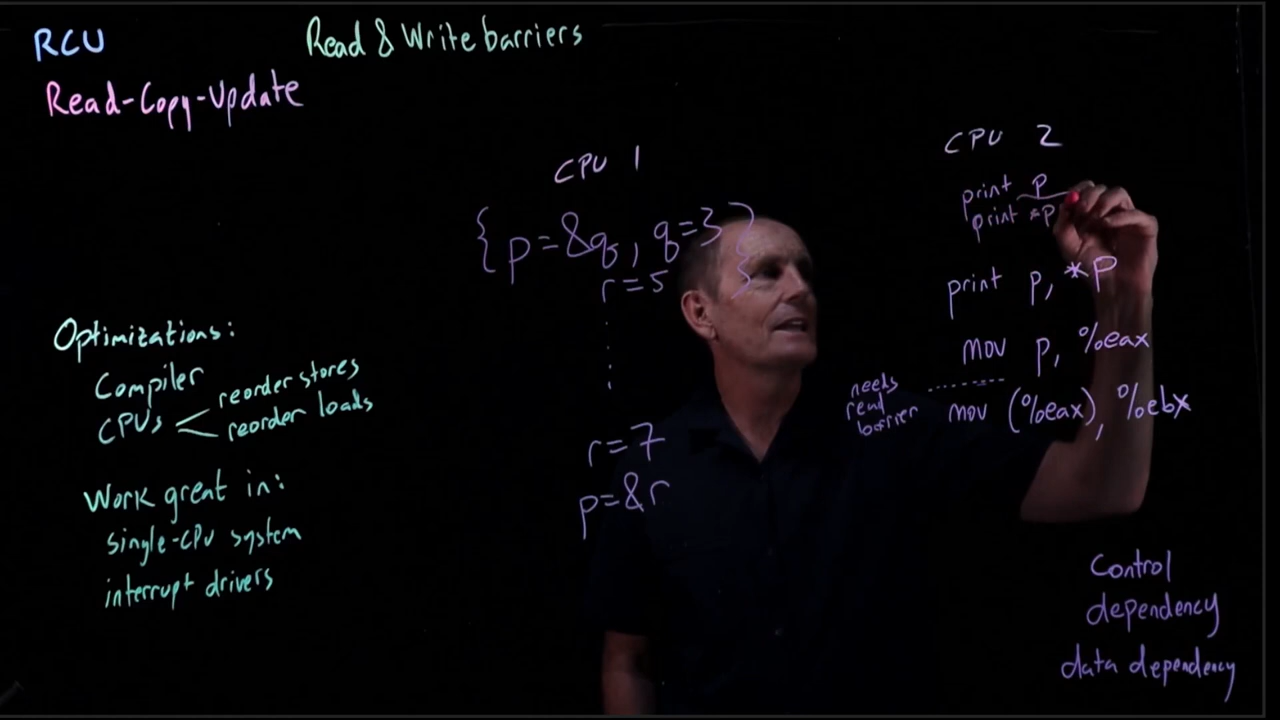 RCU
Read & Write barriers
Read-Copy-Update
CPU 1
{p=&q, q=3}
r=5
r=7
p=&r
CPU 2
print p
print *p
print p, *p
mov p, %eax
needs read barrier
mov (%eax), %ebx
Optimizations:
Compiler
CPUs
reorder stores
reorder loads
Work great in:
single-CPU system
interrupt drivers
Control
dependency
data dependency